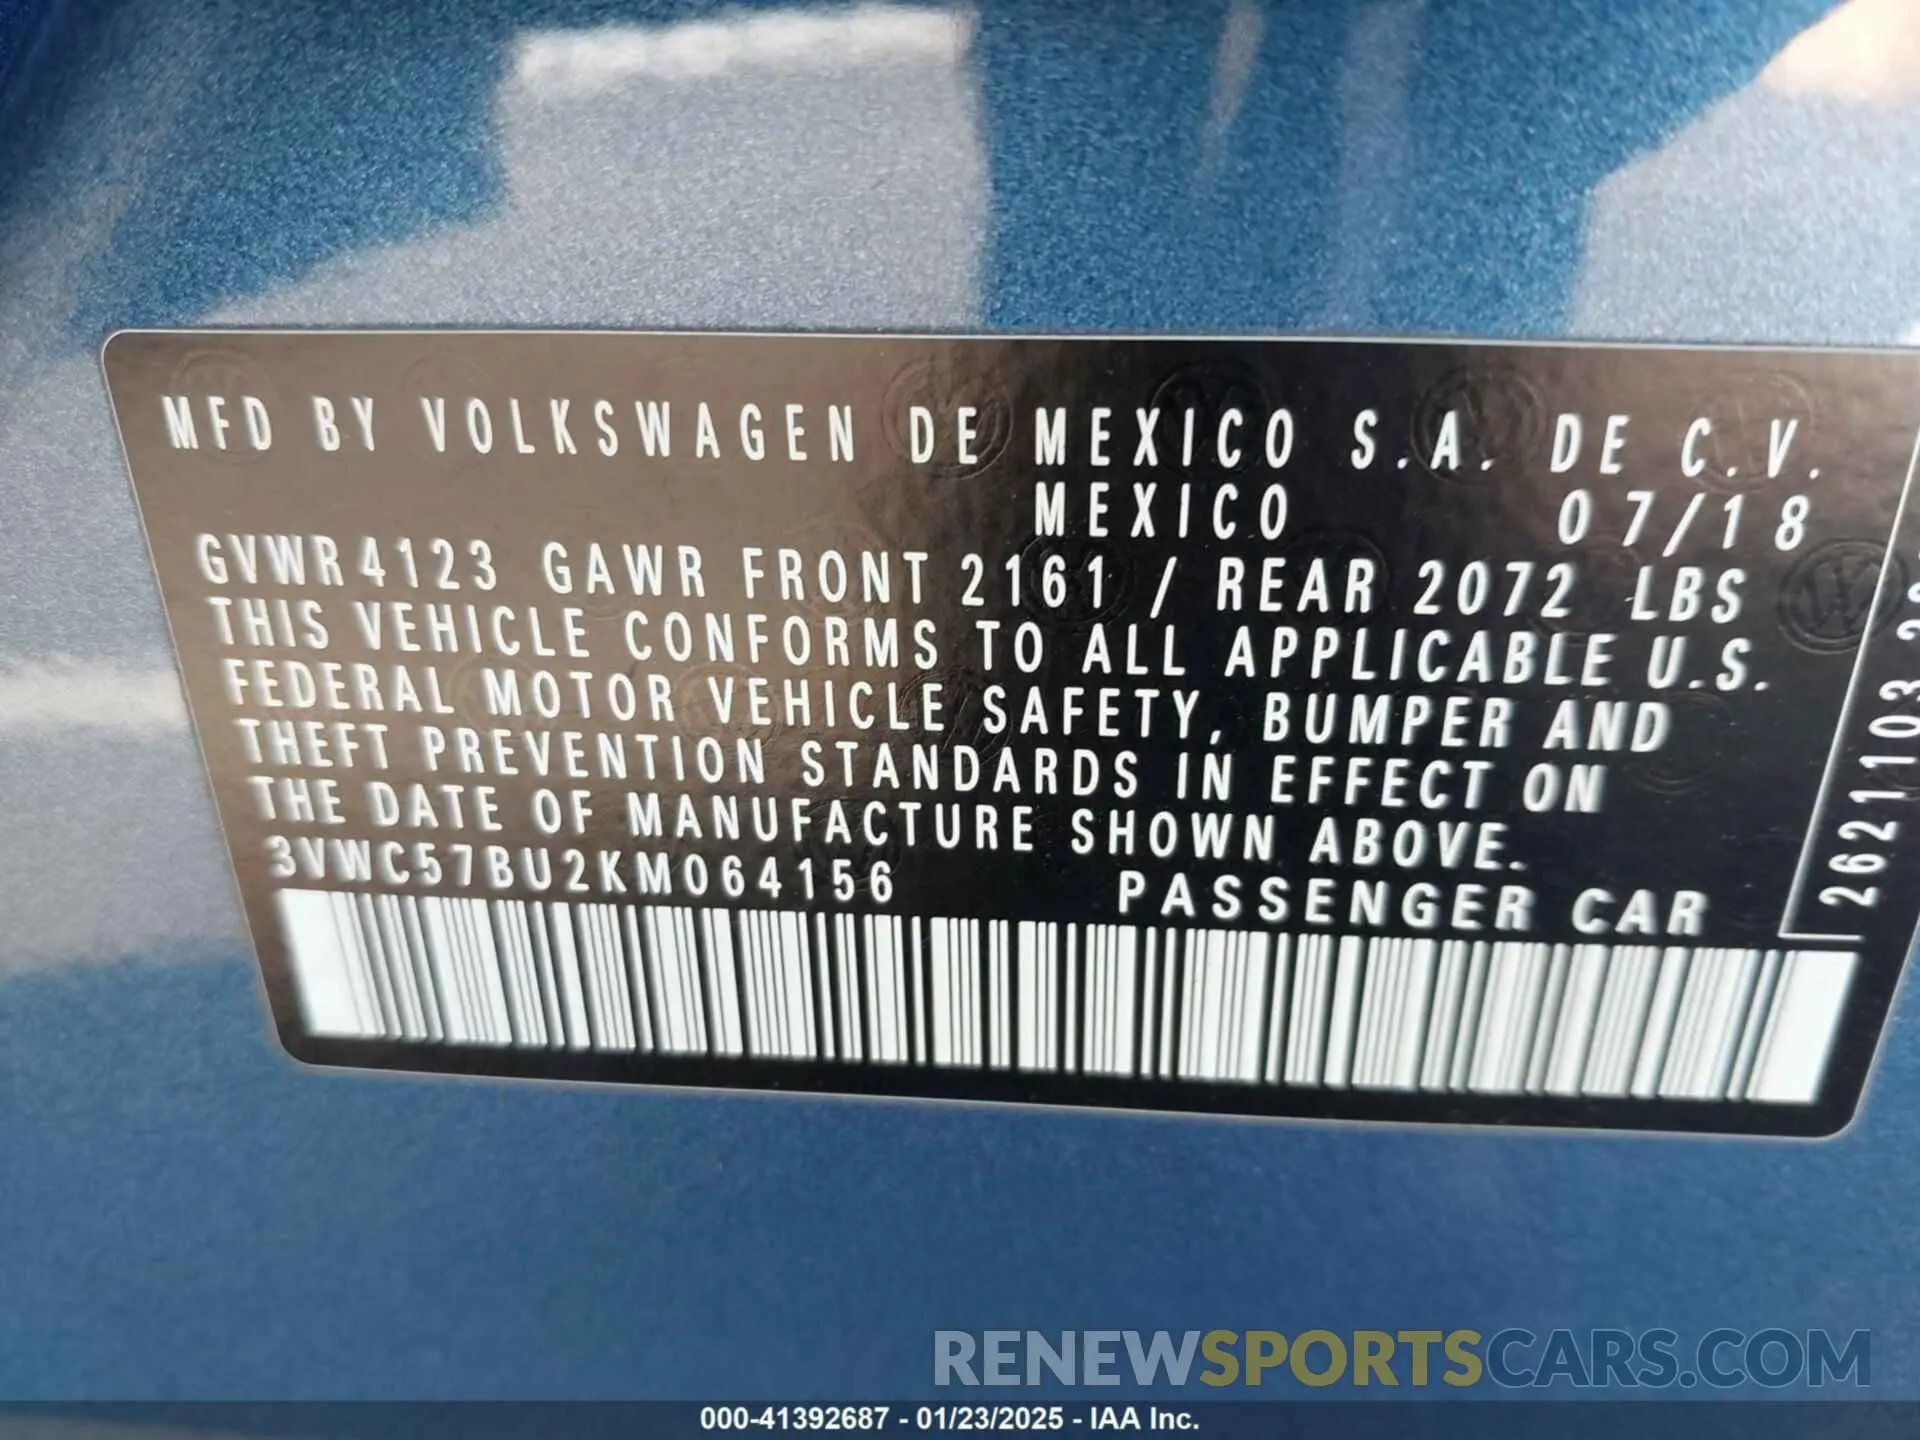 MFD BY VOLKSWAGEN DE MEXICO S.A. DE C.V.
MEXICO 07/18
GVWR 4123 GAWR FRONT 2161 / REAR 2072 LBS
THIS VEHICLE CONFORMS TO ALL APPLICABLE U.S.
FEDERAL MOTOR VEHICLE SAFETY, BUMPER AND
THEFT PREVENTION STANDARDS IN EFFECT ON
THE DATE OF MANUFACTURE SHOWN ABOVE.
3VWC57BU2KM064156 PASSENGER CAR
2621103
RENEWSPORTSCARS.COM
000-41392687 - 01/23/2025 - IAA Inc.